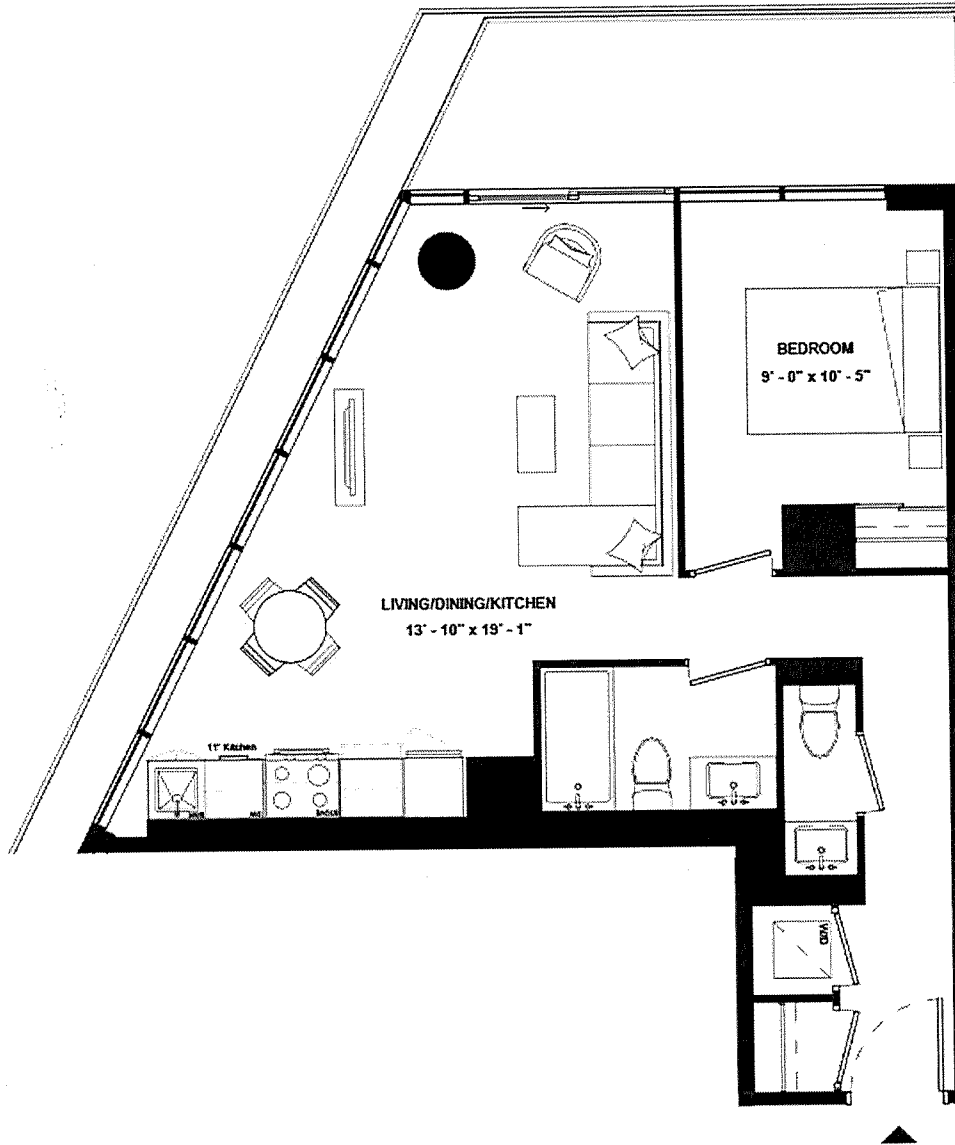 BEDROOM
9' - 0" x 10' - 5"
LIVING/DINING/KITCHEN
13' - 10" x 19' - 1"
11' Kitchen
W/D